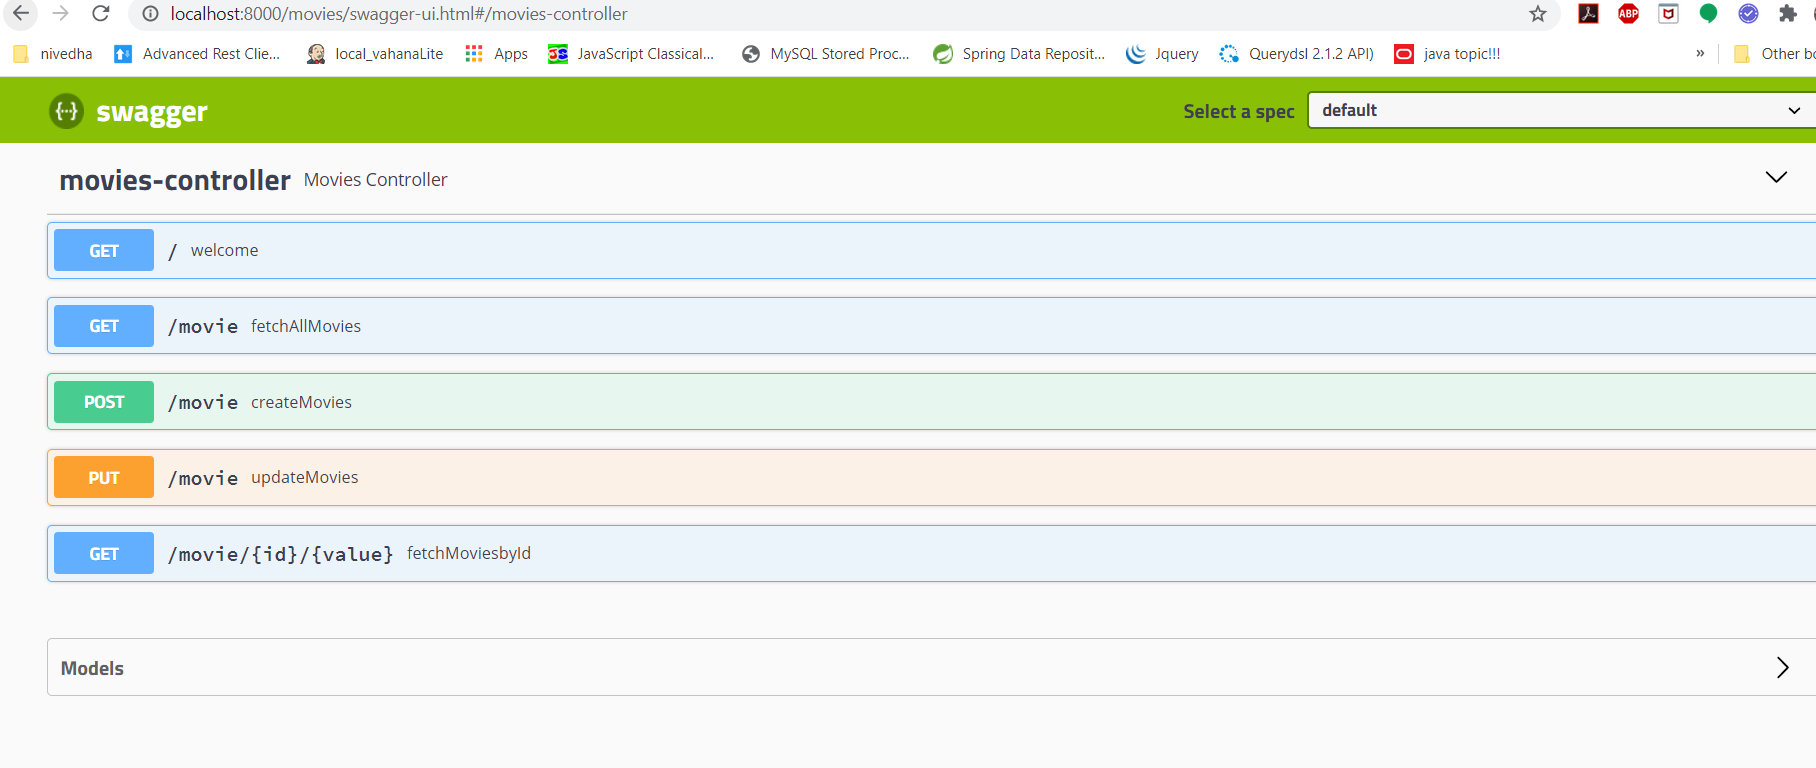 localhost:8000/movies/swagger-ui.html#/movies-controller
ABP
nivedha Advanced Rest Clie... local_vahanaLite Apps JS JavaScript Classical... MySQL Stored Proc... Spring Data Reposit... Jquery Querydsl 2.1.2 API) java topic!!! » Other bo
{···} swagger Select a spec default
movies-controller Movies Controller
GET / welcome
GET /movie fetchAllMovies
POST /movie createMovies
PUT /movie updateMovies
GET /movie/{id}/{value} fetchMoviesbyId
Models